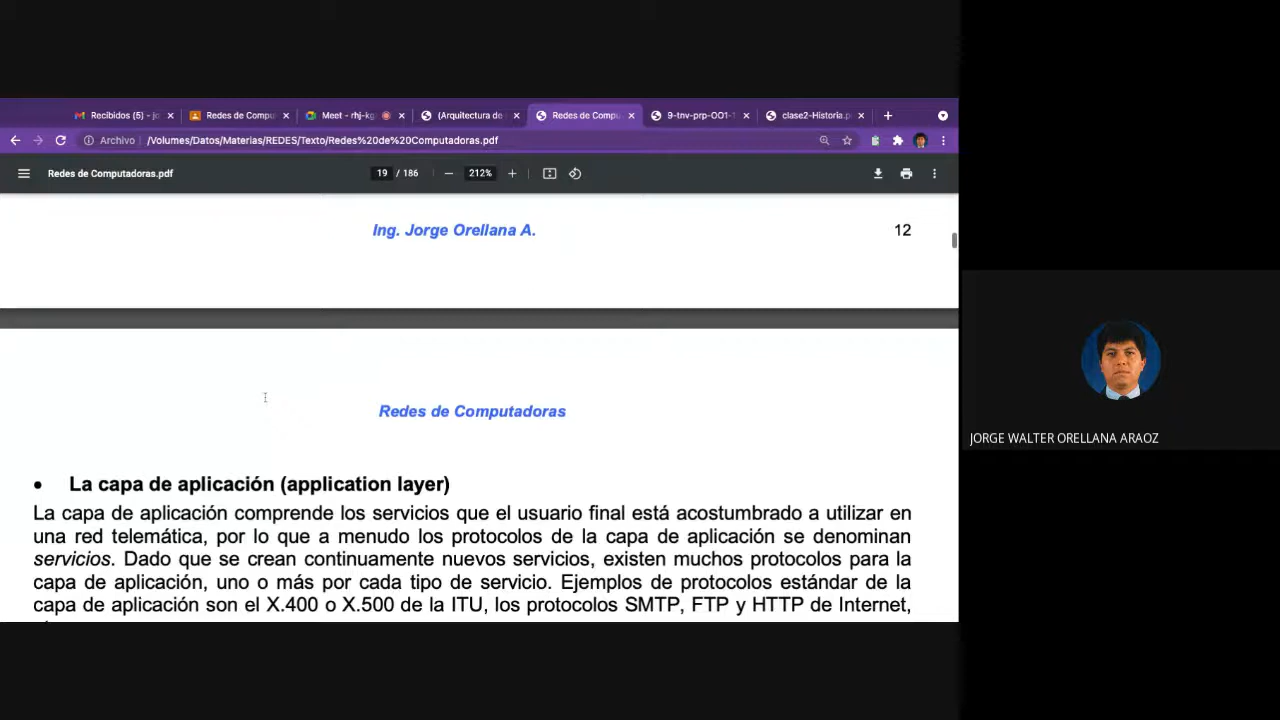 Recibidos (5) - jo
Redes de Compu
Meet - rhj-kg
(Arquitectura de
Redes de Compu
9-tnv-prp-OO1-1
clase2-Historia.p
Archivo /Volumes/Datos/Materias/REDES/Texto/Redes%20de%20Computadoras.pdf
Redes de Computadoras.pdf
19 / 186
212%
Ing. Jorge Orellana A.
12
Redes de Computadoras
• La capa de aplicación (application layer)
La capa de aplicación comprende los servicios que el usuario final está acostumbrado a utilizar en
una red telemática, por lo que a menudo los protocolos de la capa de aplicación se denominan
servicios. Dado que se crean continuamente nuevos servicios, existen muchos protocolos para la
capa de aplicación, uno o más por cada tipo de servicio. Ejemplos de protocolos estándar de la
capa de aplicación son el X.400 o X.500 de la ITU, los protocolos SMTP, FTP y HTTP de Internet,
JORGE WALTER ORELLANA ARAOZ